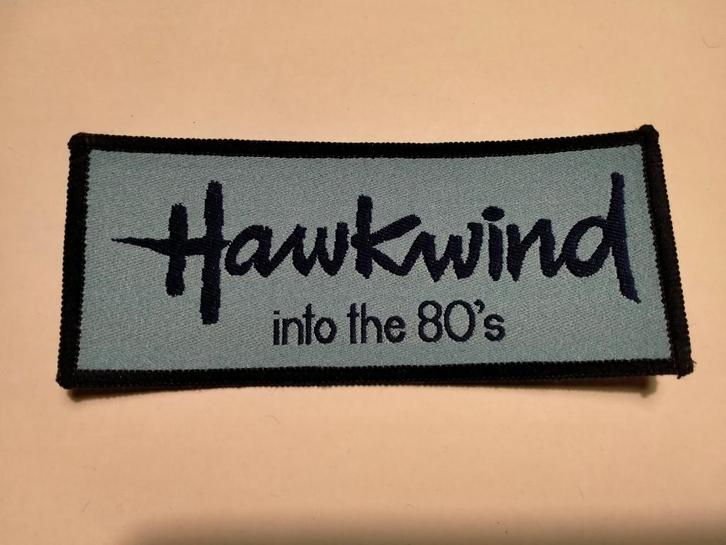 Hawkwind
into the 80's